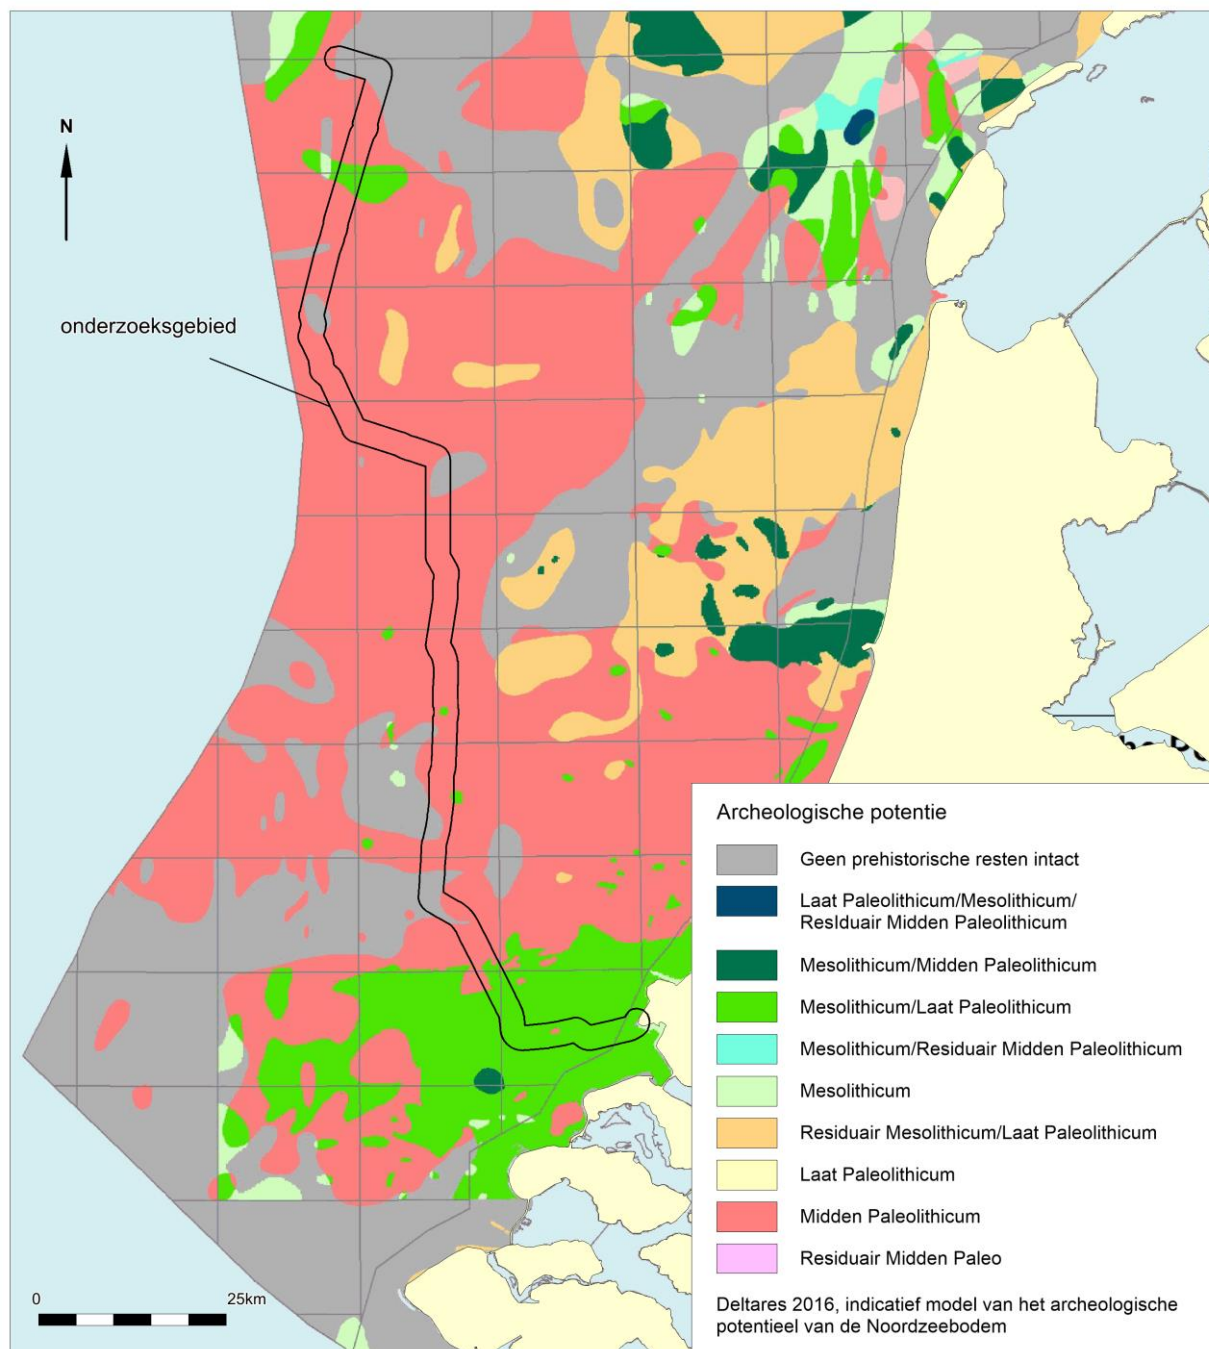 N
onderzoeksgebied
Archeologische potentie
Geen prehistorische resten intact
Laat Paleolithicum/Mesolithicum/
ResIduair Midden Paleolithicum
Mesolithicum/Midden Paleolithicum
Mesolithicum/Laat Paleolithicum
Mesolithicum/Residuair Midden Paleolithicum
Mesolithicum
Residuair Mesolithicum/Laat Paleolithicum
Laat Paleolithicum
Midden Paleolithicum
Residuair Midden Paleo
Deltares 2016, indicatief model van het archeologische
potentieel van de Noordzeebodem
0 25km